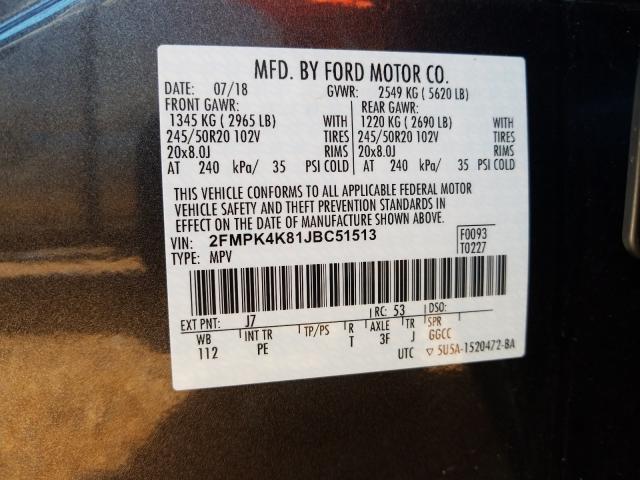 MFD. BY FORD MOTOR CO.
DATE: 07/18 GVWR: 2549 KG ( 5620 LB)
FRONT GAWR: REAR GAWR:
1345 KG ( 2965 LB) WITH 1220 KG ( 2690 LB) WITH
245/50R20 102V TIRES 245/50R20 102V TIRES
20x8.0J RIMS 20x8.0J RIMS
AT 240 kPa/ 35 PSI COLD AT 240 kPa/ 35 PSI COLD
THIS VEHICLE CONFORMS TO ALL APPLICABLE FEDERAL MOTOR
VEHICLE SAFETY AND THEFT PREVENTION STANDARDS IN
EFFECT ON THE DATE OF MANUFACTURE SHOWN ABOVE.
VIN: 2FMPK4K81JBC51513 F0093
TYPE: MPV T0227
EXT PNT: J7 RC: 53 DSO:
WB INT TR TP/PS R AXLE TR SPR
112 PE T 3F J GGCC
UTC ▽ 5U5A-1520472-BA